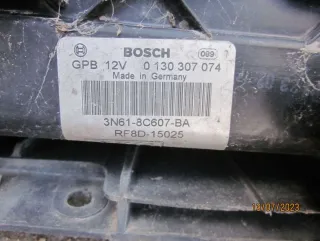 BOSCH
GPB 12V 0 130 307 074
Made in Germany
3N61-8C607-BA
RF8D-15025